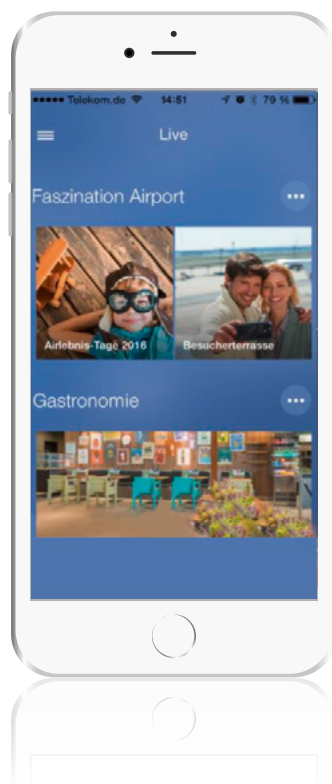 Telekom.de 14:51 79 %
Live
Faszination Airport
Airlebnis-Tage 2016 Besucherterrasse
Gastronomie